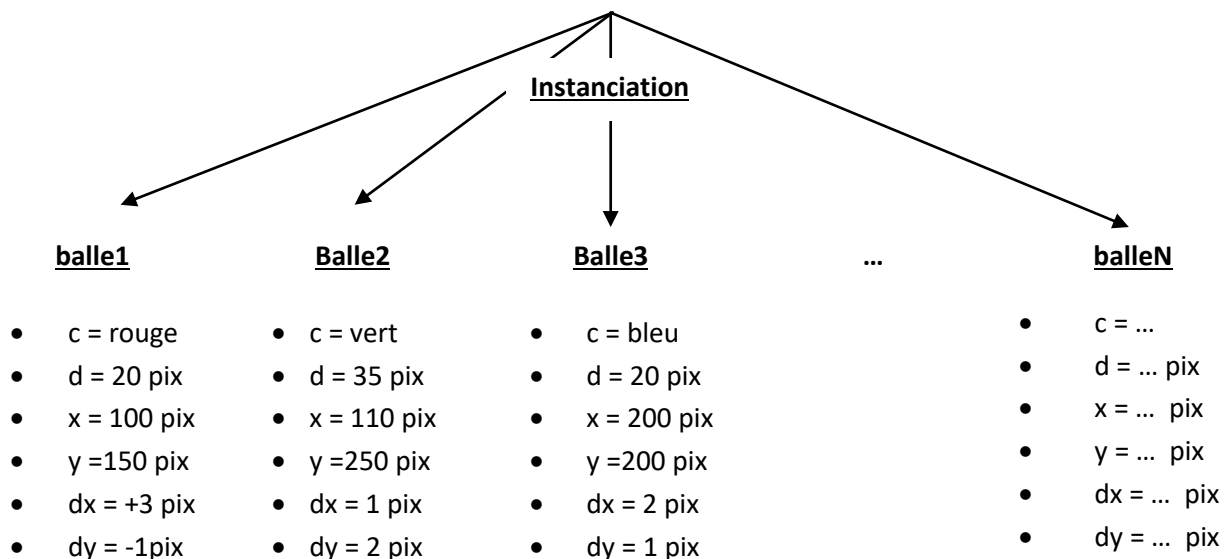 Instanciation
balle1 Balle2 Balle3 … balleN
• c = rouge
• d = 20 pix
• x = 100 pix
• y =150 pix
• dx = +3 pix
• dy = -1pix
• c = vert
• d = 35 pix
• x = 110 pix
• y =250 pix
• dx = 1 pix
• dy = 2 pix
• c = bleu
• d = 20 pix
• x = 200 pix
• y =200 pix
• dx = 2 pix
• dy = 1 pix
• c = …
• d = … pix
• x = … pix
• y = … pix
• dx = … pix
• dy = … pix